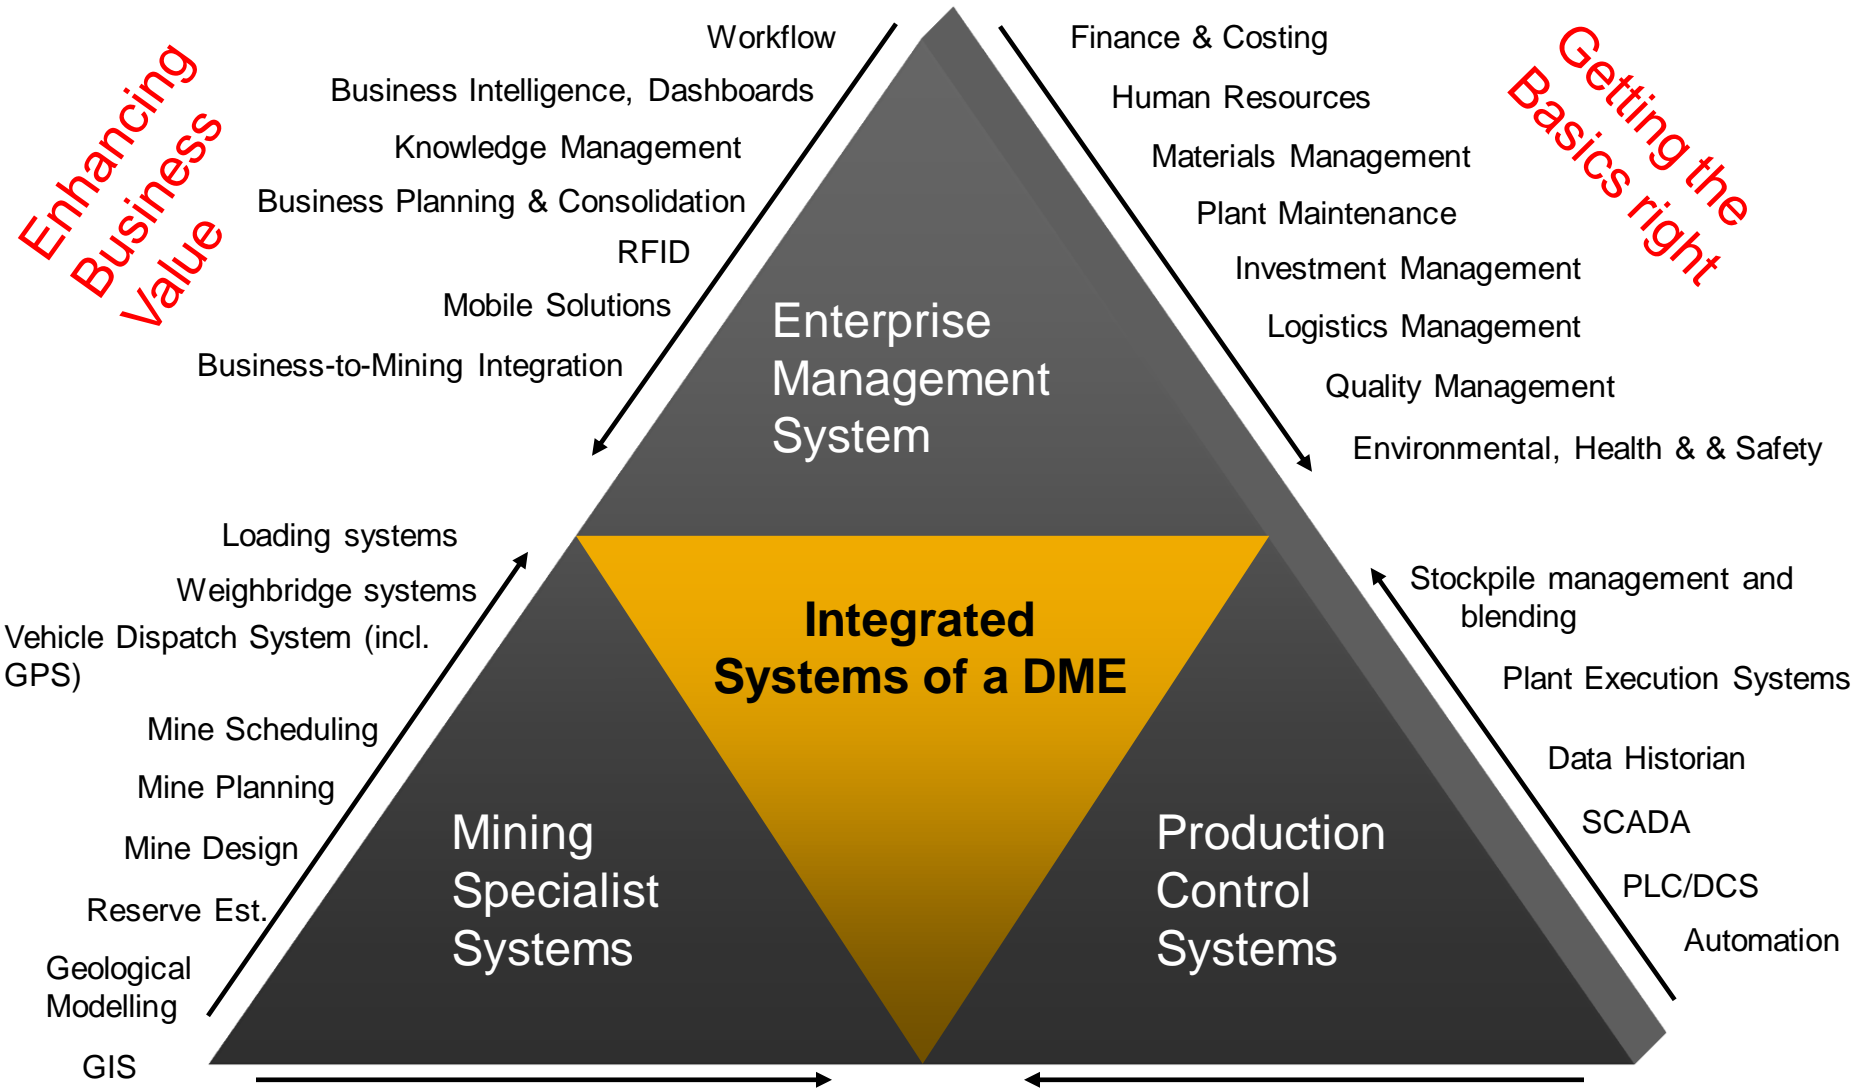 Enhancing
Business
Value
Workflow
Business Intelligence, Dashboards
Knowledge Management
Business Planning & Consolidation
RFID
Mobile Solutions
Business-to-Mining Integration
Finance & Costing
Human Resources
Materials Management
Plant Maintenance
Investment Management
Logistics Management
Quality Management
Environmental, Health & & Safety
Getting the
Basics right
Enterprise
Management
System
Loading systems
Weighbridge systems
Vehicle Dispatch System (incl.
GPS)
Mine Scheduling
Mine Planning
Mine Design
Reserve Est.
Geological
Modelling
GIS
Integrated
Systems of a DME
Mining
Specialist
Systems
Production
Control
Systems
Stockpile management and
blending
Plant Execution Systems
Data Historian
SCADA
PLC/DCS
Automation